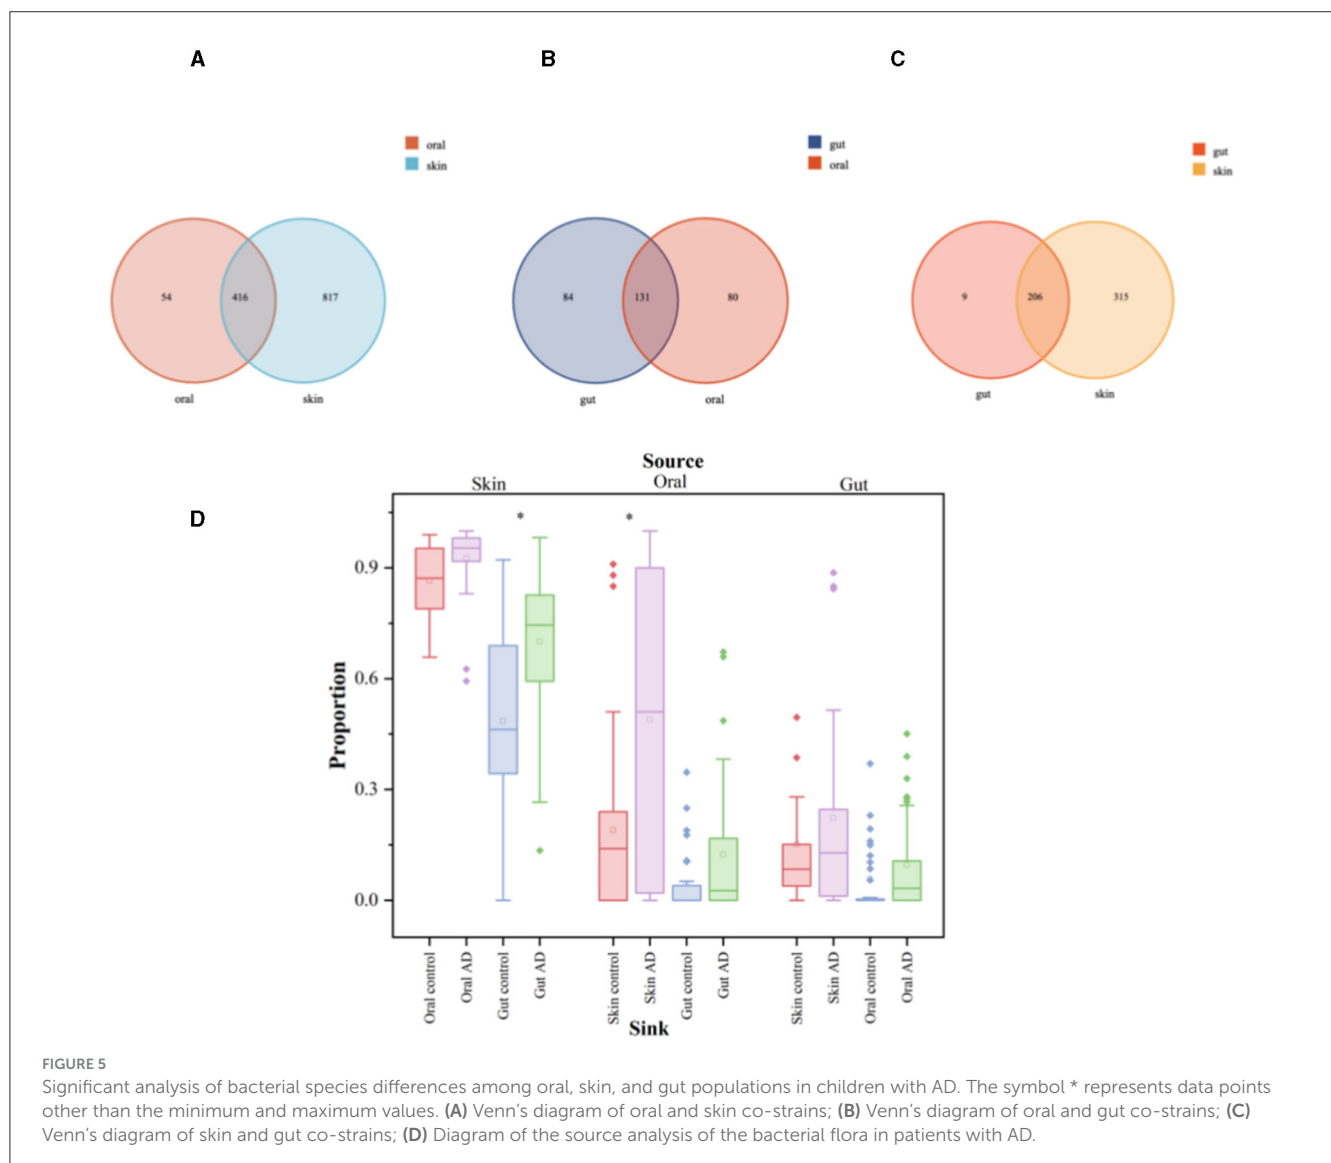 A
B
C
oral
skin
gut
oral
gut
skin
54
416
817
84
131
80
9
206
315
oral
skin
gut
oral
gut
skin
D
Source
Skin
Oral
Gut
*
*
Proportion
0.9
0.6
0.3
0.0
Oral control
Oral AD
Gut control
Gut AD
Skin control
Skin AD
Gut control
Gut AD
Skin control
Skin AD
Oral control
Oral AD
Sink
FIGURE 5
Significant analysis of bacterial species differences among oral, skin, and gut populations in children with AD. The symbol * represents data points
other than the minimum and maximum values. (A) Venn's diagram of oral and skin co-strains; (B) Venn's diagram of oral and gut co-strains; (C)
Venn's diagram of skin and gut co-strains; (D) Diagram of the source analysis of the bacterial flora in patients with AD.